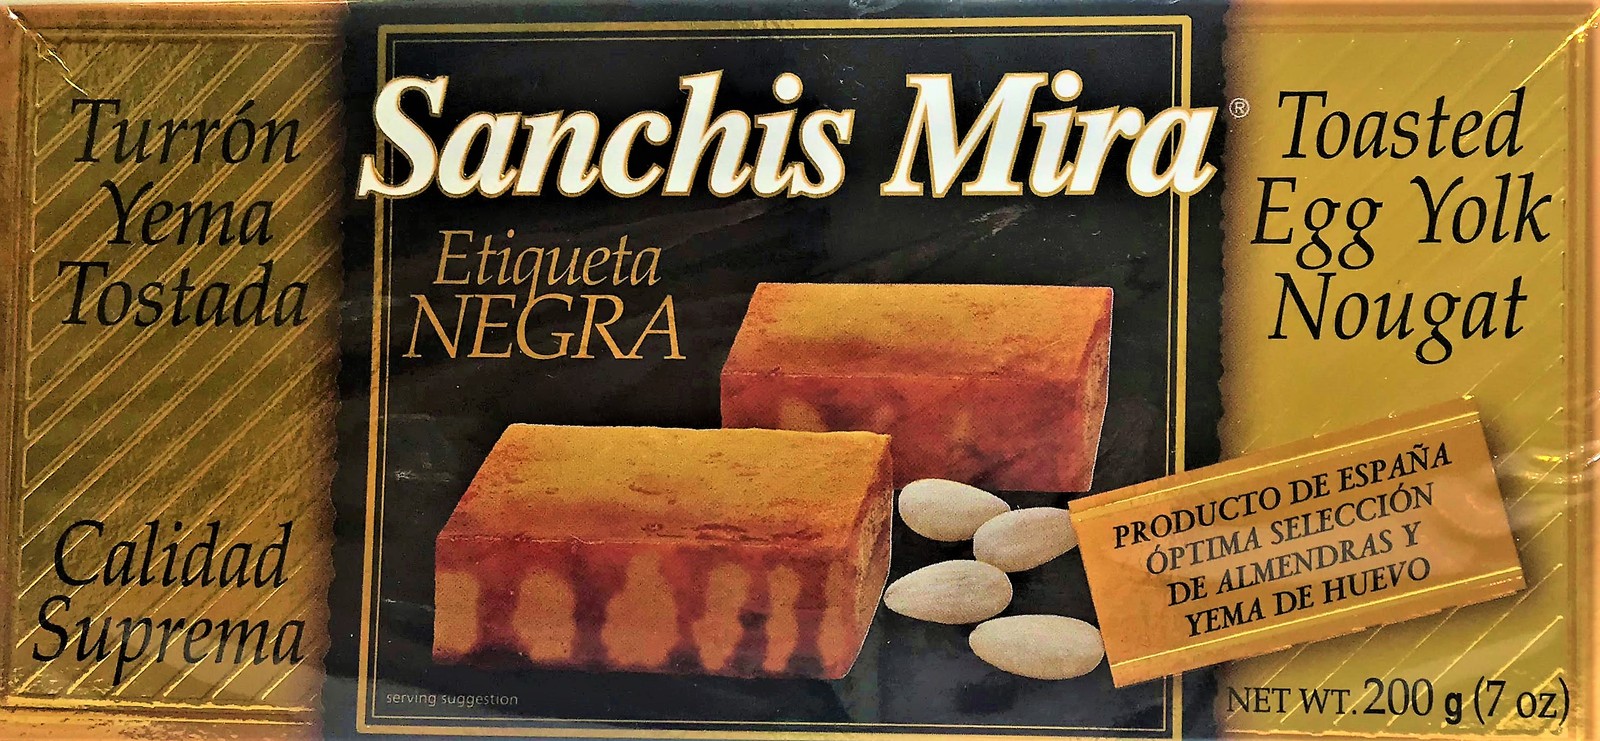 Turrón
Yema
Tostada
Calidad
Suprema
Sanchis Mira®
Etiqueta
NEGRA
serving suggestion
Toasted
Egg Yolk
Nougat
PRODUCTO DE ESPAÑA
ÓPTIMA SELECCIÓN
DE ALMENDRAS Y
YEMA DE HUEVO
NET WT. 200 g (7 oz)